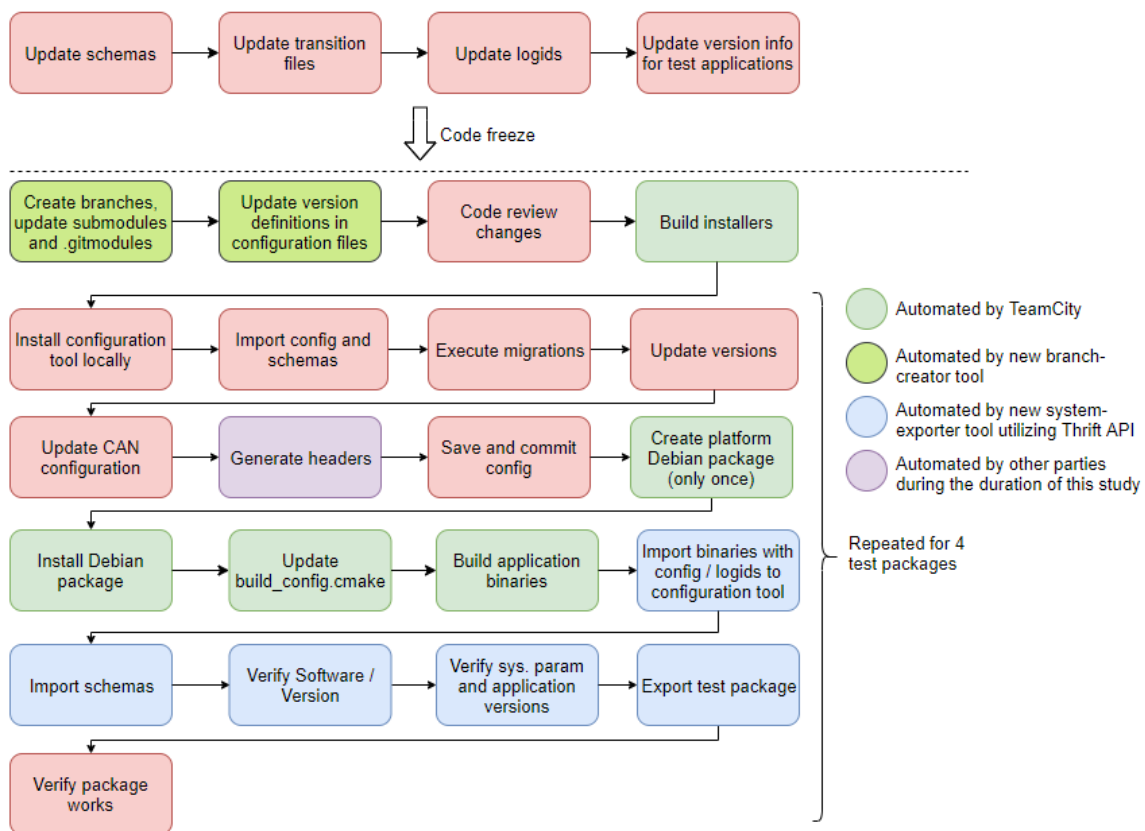 Update schemas
Update transition
files
Update logids
Update version info
for test applications
Code freeze
Create branches,
update submodules
and .gitmodules
Update version
definitions in
configuration files
Code review
changes
Build installers
Install configuration
tool locally
Import config and
schemas
Execute migrations
Update versions
Update CAN
configuration
Generate headers
Save and commit
config
Create platform
Debian package
(only once)
Install Debian
package
Update
build_config.cmake
Build application
binaries
Import binaries with
config / logids to
configuration tool
Import schemas
Verify Software /
Version
Verify sys. param
and application
versions
Export test package
Verify package
works
Automated by TeamCity
Automated by new branch-
creator tool
Automated by new system-
exporter tool utilizing Thrift API
Automated by other parties
during the duration of this study
Repeated for 4
test packages